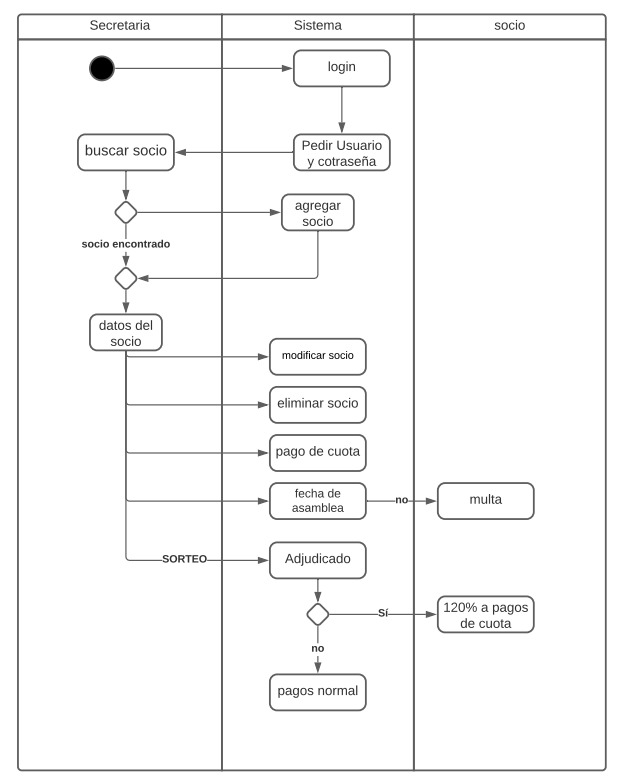 Secretaria
Sistema
socio
login
Pedir Usuario
y cotraseña
buscar socio
agregar
socio
socio encontrado
datos del
socio
modificar socio
eliminar socio
pago de cuota
fecha de
asamblea
no
multa
SORTEO
Adjudicado
Sí
120% a pagos
de cuota
no
pagos normal